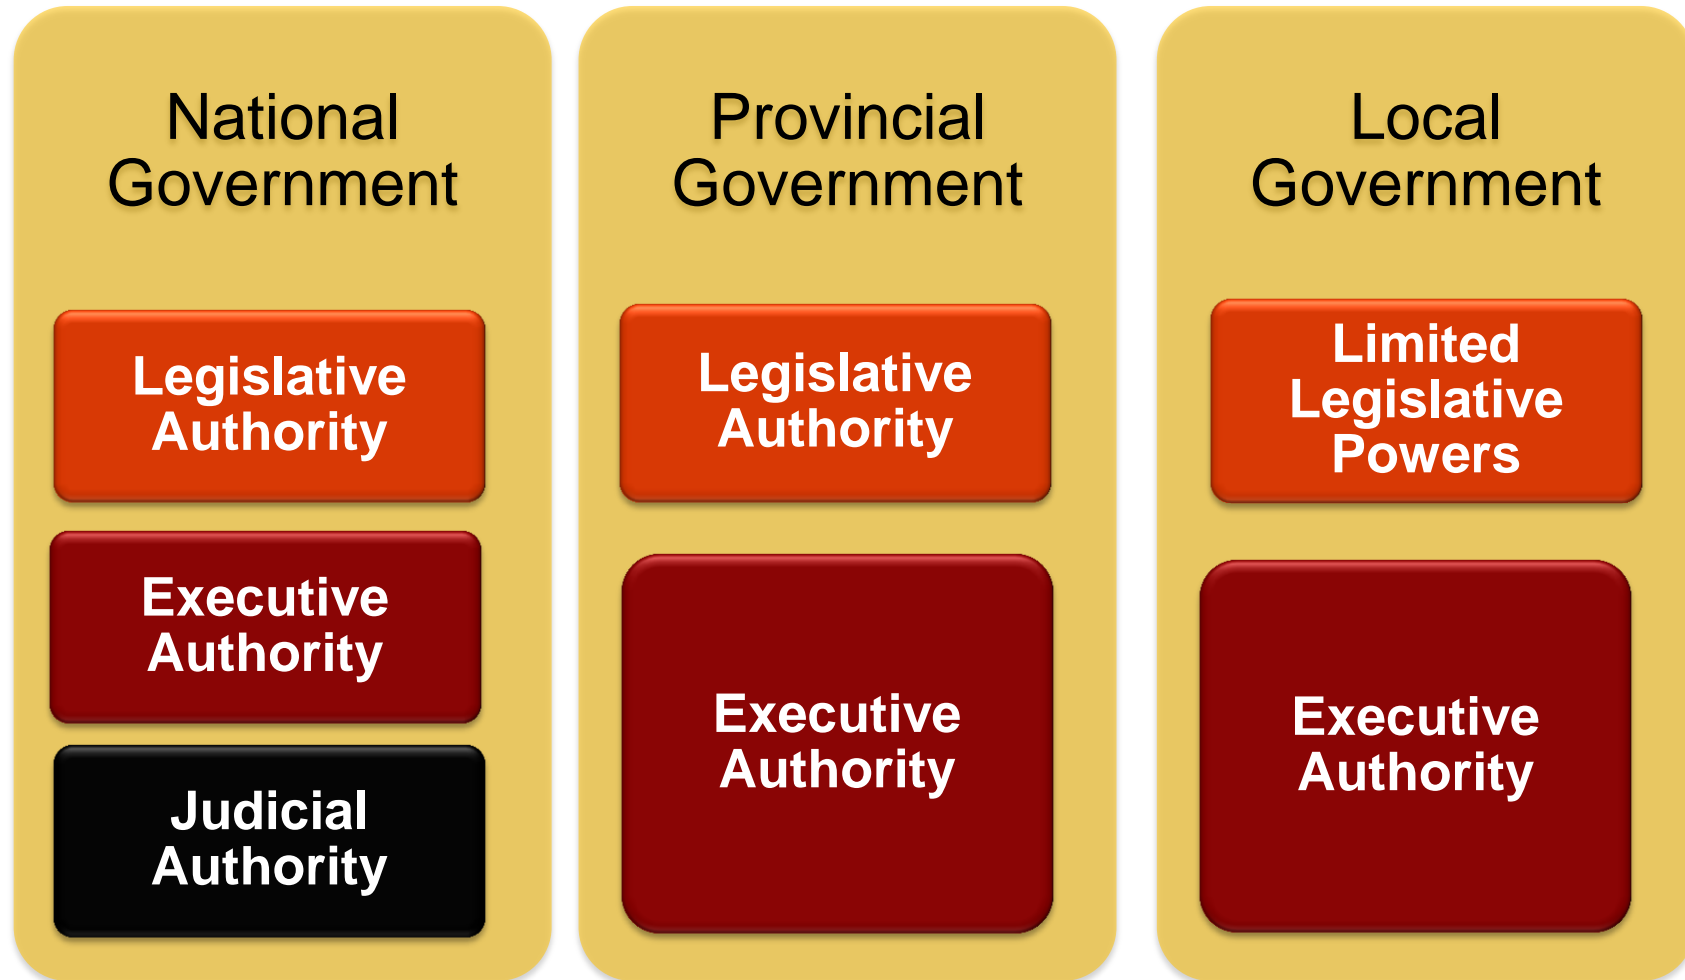 National
Government
Legislative
Authority
Executive
Authority
Judicial
Authority
Provincial
Government
Legislative
Authority
Executive
Authority
Local
Government
Limited
Legislative
Powers
Executive
Authority